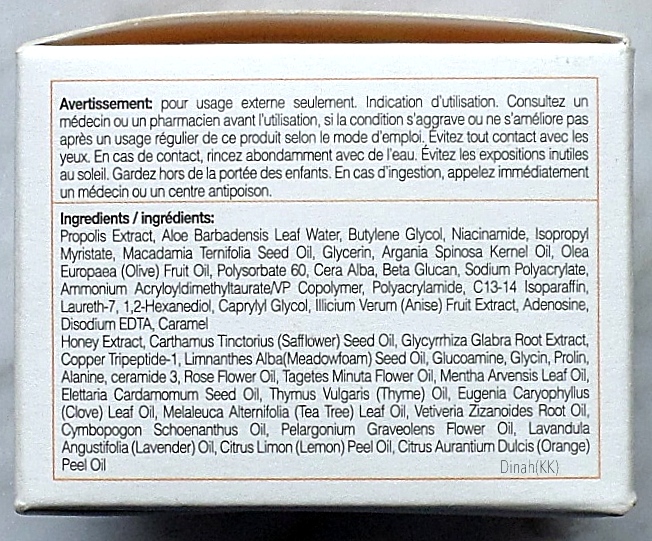 Avertissement: pour usage externe seulement. Indication d'utilisation. Consultez un
médecin ou un pharmacien avant l'utilisation, si la condition s'aggrave ou ne s'améliore pas
après un usage régulier de ce produit selon le mode d'emploi. Évitez tout contact avec les
yeux. En cas de contact, rincez abondamment avec de l'eau. Évitez les expositions inutiles
au soleil. Gardez hors de la portée des enfants. En cas d'ingestion, appelez immédiatement
un médecin ou un centre antipoison.
Ingredients / ingrédients:
Propolis Extract, Aloe Barbadensis Leaf Water, Butylene Glycol, Niacinamide, Isopropyl
Myristate, Macadamia Ternifolia Seed Oil, Glycerin, Argania Spinosa Kernel Oil, Olea
Europaea (Olive) Fruit Oil, Polysorbate 60, Cera Alba, Beta Glucan, Sodium Polyacrylate,
Ammonium Acryloyldimethyltaurate/VP Copolymer, Polyacrylamide, C13-14 Isoparaffin,
Laureth-7, 1,2-Hexanediol, Caprylyl Glycol, Illicium Verum (Anise) Fruit Extract, Adenosine,
Disodium EDTA, Caramel
Honey Extract, Carthamus Tinctorius (Safflower) Seed Oil, Glycyrrhiza Glabra Root Extract,
Copper Tripeptide-1, Limnanthes Alba(Meadowfoam) Seed Oil, Glucoamine, Glycin, Prolin,
Alanine, ceramide 3, Rose Flower Oil, Tagetes Minuta Flower Oil, Mentha Arvensis Leaf Oil,
Elettaria Cardamomum Seed Oil, Thymus Vulgaris (Thyme) Oil, Eugenia Caryophyllus
(Clove) Leaf Oil, Melaleuca Alternifolia (Tea Tree) Leaf Oil, Vetiveria Zizanoides Root Oil,
Cymbopogon Schoenanthus Oil, Pelargonium Graveolens Flower Oil, Lavandula
Angustifolia (Lavender) Oil, Citrus Limon (Lemon) Peel Oil, Citrus Aurantium Dulcis (Orange)
Peel Oil
Dinah(KK)